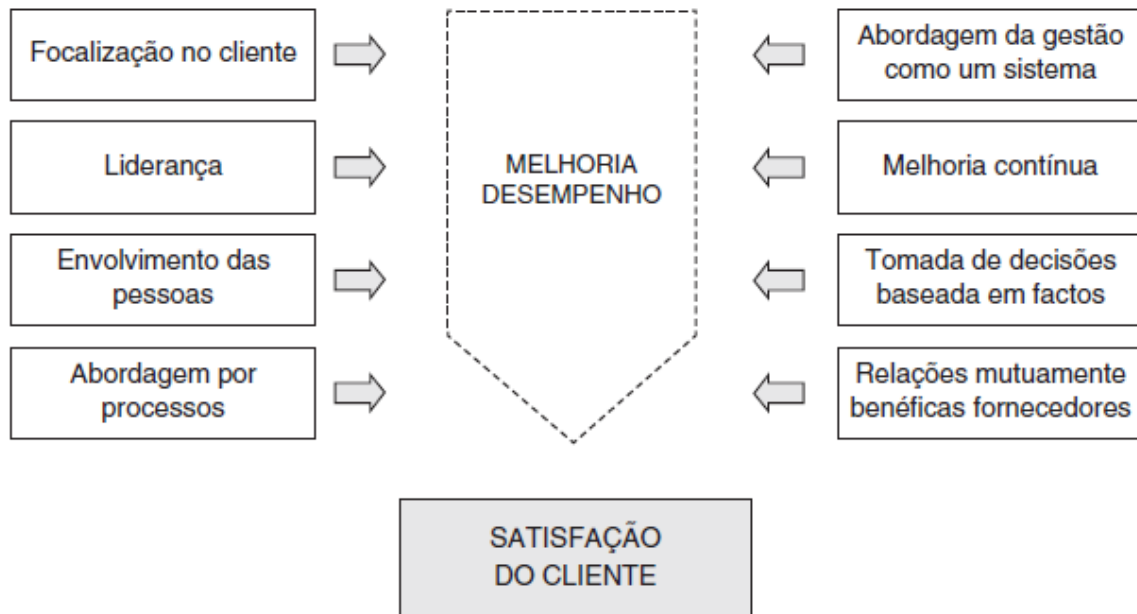 Focalização no cliente
Liderança
Envolvimento das
pessoas
Abordagem por
processos
MELHORIA
DESEMPENHO
Abordagem da gestão
como um sistema
Melhoria contínua
Tomada de decisões
baseada em factos
Relações mutuamente
benéficas fornecedores
SATISFAÇÃO
DO CLIENTE